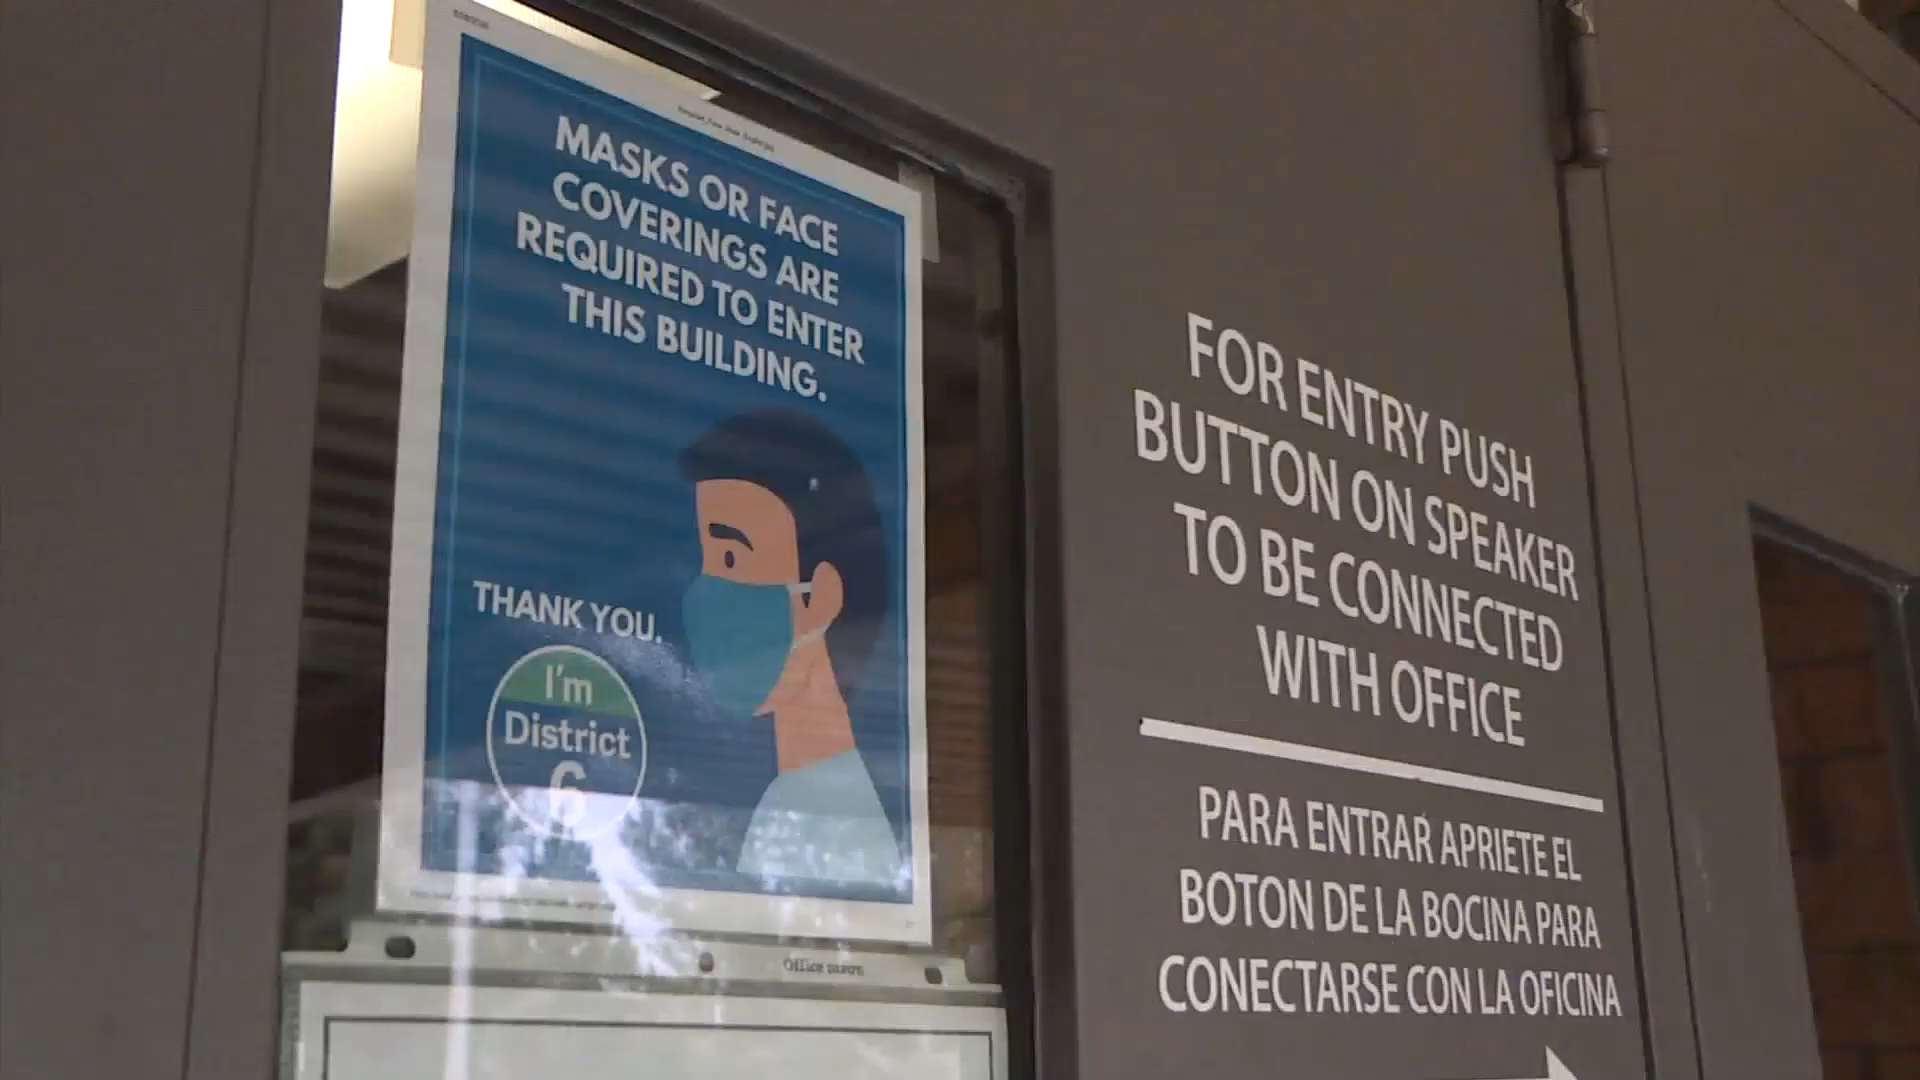 MASKS OR FACE
COVERINGS ARE
REQUIRED TO ENTER
THIS BUILDING.
THANK YOU.
I'm
District
6
Office DEPOT
FOR ENTRY PUSH
BUTTON ON SPEAKER
TO BE CONNECTED
WITH OFFICE
PARA ENTRAR APRIETE EL
BOTON DE LA BOCINA PARA
CONECTARSE CON LA OFICINA